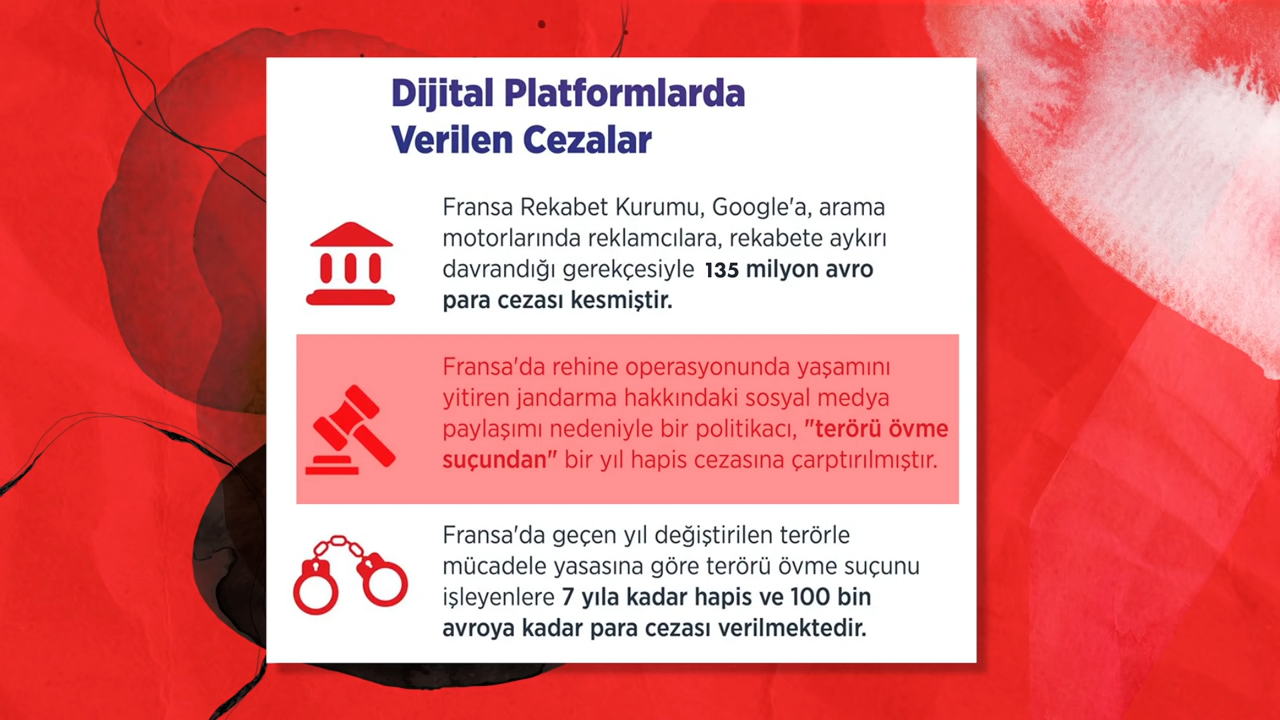 Dijital Platformlarda
Verilen Cezalar
Fransa Rekabet Kurumu, Google'a, arama
motorlarında reklamcılara, rekabete aykırı
davrandığı gerekçesiyle 135 milyon avro
para cezası kesmiştir.
Fransa'da rehine operasyonunda yaşamını
yitiren jandarma hakkındaki sosyal medya
paylaşımı nedeniyle bir politikacı, "terörü övme
suçundan" bir yıl hapis cezasına çarptırılmıştır.
Fransa'da geçen yıl değiştirilen terörle
mücadele yasasına göre terörü övme suçunu
işleyenlere 7 yıla kadar hapis ve 100 bin
avroya kadar para cezası verilmektedir.